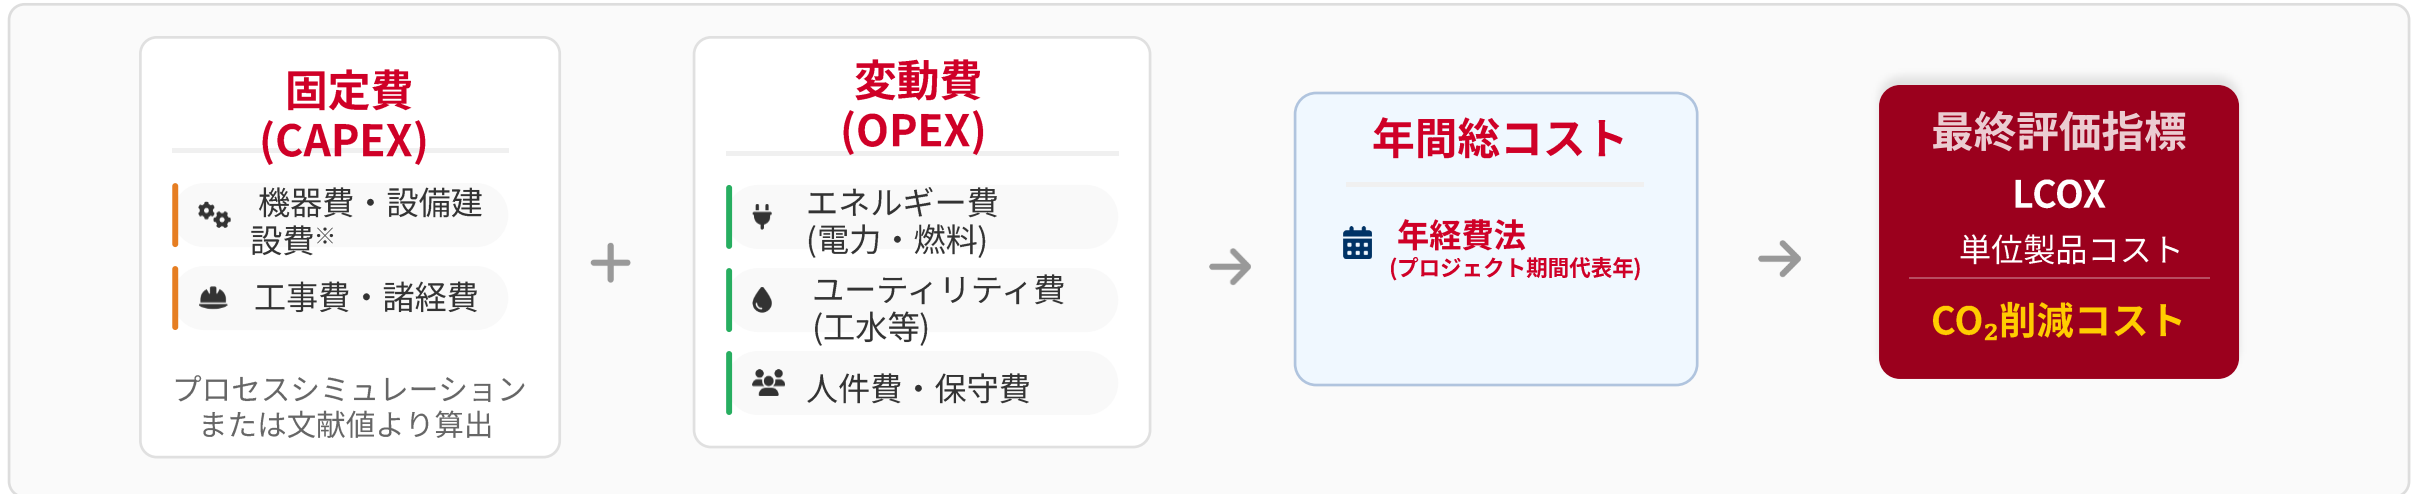 固定費
(CAPEX)
機器費・設備建
設費※
工事費・諸経費
プロセスシミュレーション
または文献値より算出
変動費
(OPEX)
エネルギー費
(電力・燃料)
ユーティリティ費
(工水等)
人件費・保守費
年間総コスト
年経費法
(プロジェクト期間代表年)
最終評価指標
LCOX
単位製品コスト
CO₂削減コスト